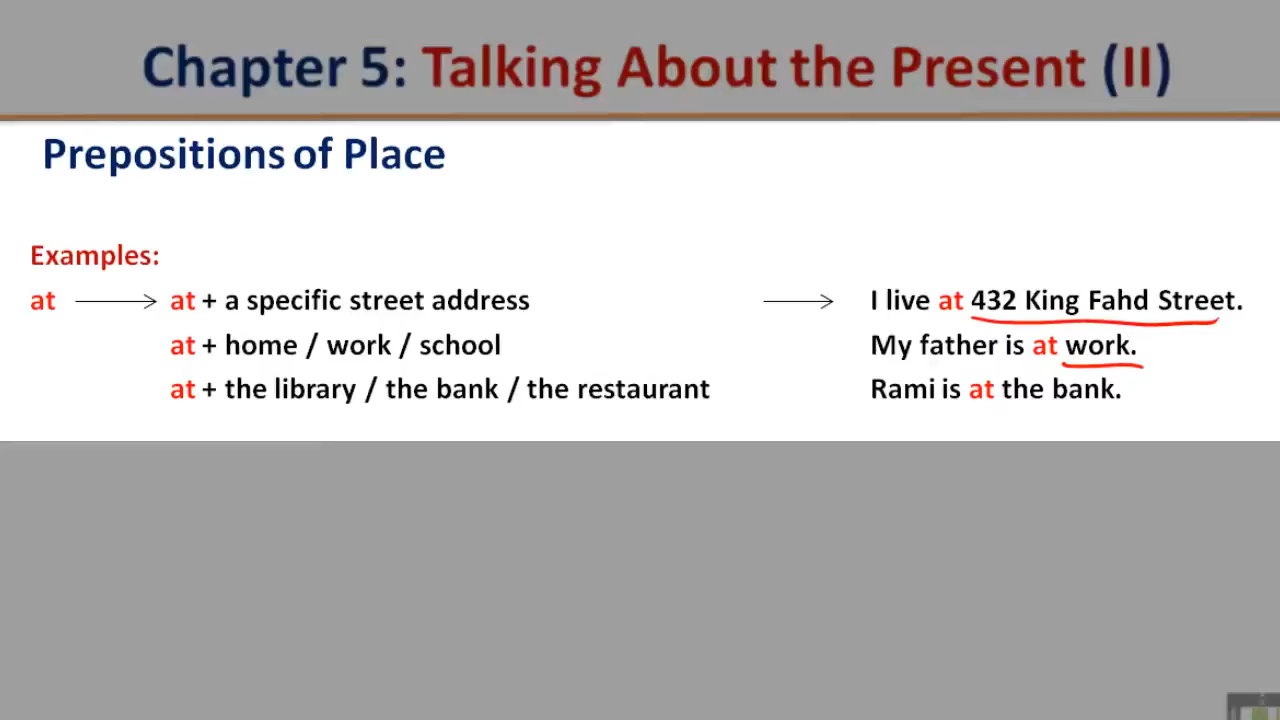 Chapter 5: Talking About the Present (II)
Prepositions of Place
Examples:
at at + a specific street address I live at 432 King Fahd Street.
at + home / work / school My father is at work.
at + the library / the bank / the restaurant Rami is at the bank.